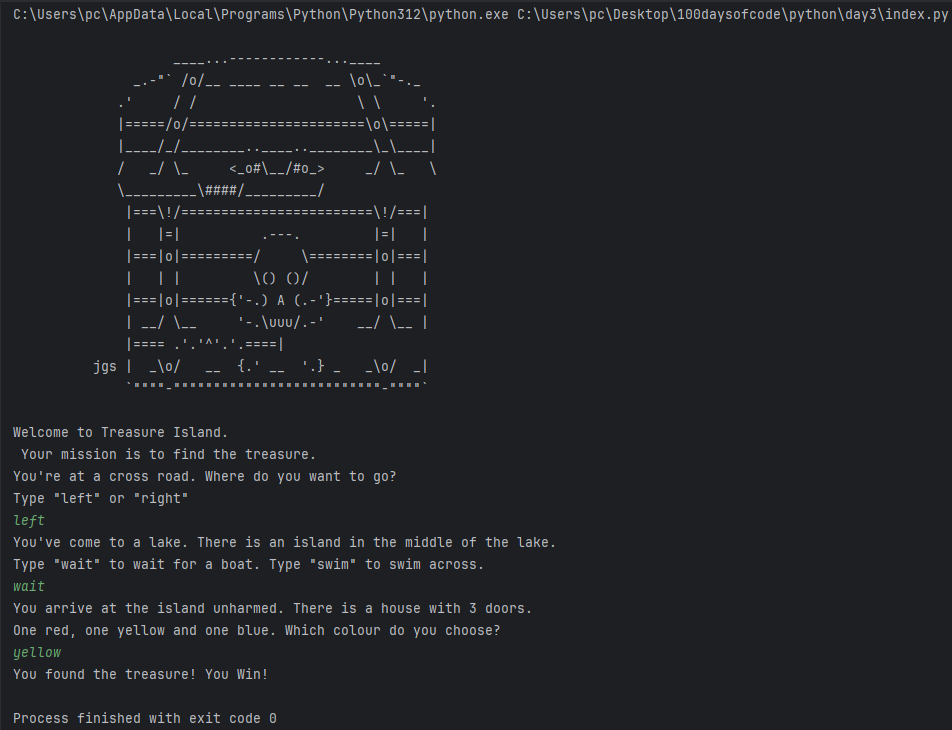 C:\Users\pc\AppData\Local\Programs\Python\Python312\python.exe C:\Users\pc\Desktop\100daysofcode\python\day3\index.py
                    ____...------------...____
               _.-"` /o/__ ____ __ __  __ \o\_`"-._
             .'     / /                    \ \     '.
             |=====/o/======================\o\=====|
             |____/_/________..____..________\_\____|
             /   _/ \_     <_o#\__/#o_>     _/ \_   \
             \_________\####/_________/
              |===\!/========================\!/===|
              |   |=|          .---.         |=|   |
              |===|o|=========/     \========|o|===|
              |   | |         \() ()/        | |   |
              |===|o|======{'-.) A (.-'}=====|o|===|
              | __/ \__     '-.\uuu/.-'    __/ \__ |
              |==== .'.'^'.'.====|
          jgs |  _\o/   __  {.' __  '.} _   _\o/  _|
              `""""-""""""""""""""""""""""""""-""""`
Welcome to Treasure Island.
 Your mission is to find the treasure.
You're at a cross road. Where do you want to go?
Type "left" or "right"
left
You've come to a lake. There is an island in the middle of the lake.
Type "wait" to wait for a boat. Type "swim" to swim across.
wait
You arrive at the island unharmed. There is a house with 3 doors.
One red, one yellow and one blue. Which colour do you choose?
yellow
You found the treasure! You Win!
Process finished with exit code 0